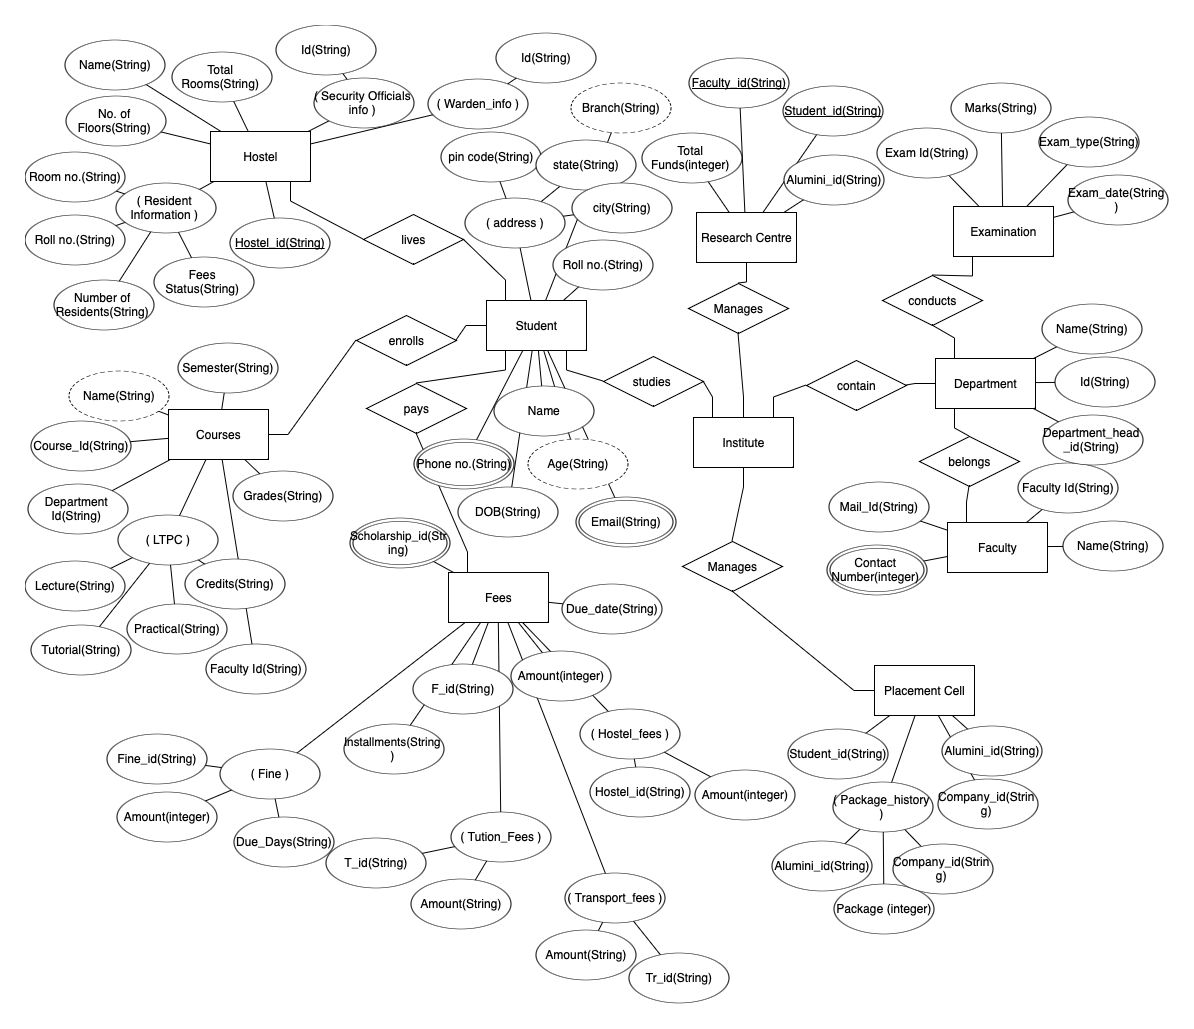 Id(String)
Name(String)
Total
Rooms(String)
Id(String)
( Security Officials
info )
( Warden_info )
No. of
Floors(String)
Hostel
Room no.(String)
( Resident
Information )
Roll no.(String)
Hostel_id(String)
Fees
Status(String)
Number of
Residents(String)
lives
Branch(String)
pin code(String)
state(String)
( address )
city(String)
Roll no.(String)
Student
Faculty_id(String)
Student_id(String)
Total
Funds(integer)
Alumini_id(String)
Research Centre
Manages
Marks(String)
Exam Id(String)
Exam_type(String)
Exam_date(String
)
Examination
conducts
Name(String)
Department
Id(String)
Department_head
_id(String)
contain
belongs
Faculty Id(String)
Mail_Id(String)
Faculty
Name(String)
Contact
Number(integer)
enrolls
pays
studies
Institute
Name
Phone no.(String)
Age(String)
DOB(String)
Email(String)
Semester(String)
Name(String)
Courses
Course_Id(String)
Grades(String)
Department
Id(String)
( LTPC )
Lecture(String)
Credits(String)
Practical(String)
Tutorial(String)
Faculty Id(String)
Scholarship_id(Str
ing)
Fees
Due_date(String)
Manages
Placement Cell
F_id(String)
Amount(integer)
Installments(String
)
( Hostel_fees )
Hostel_id(String)
Amount(integer)
Fine_id(String)
( Fine )
Amount(integer)
Due_Days(String)
( Tution_Fees )
T_id(String)
Amount(String)
( Transport_fees )
Amount(String)
Tr_id(String)
Student_id(String)
Alumini_id(String)
( Package_history
)
Company_id(Strin
g)
Alumini_id(String)
Company_id(Strin
g)
Package (integer)